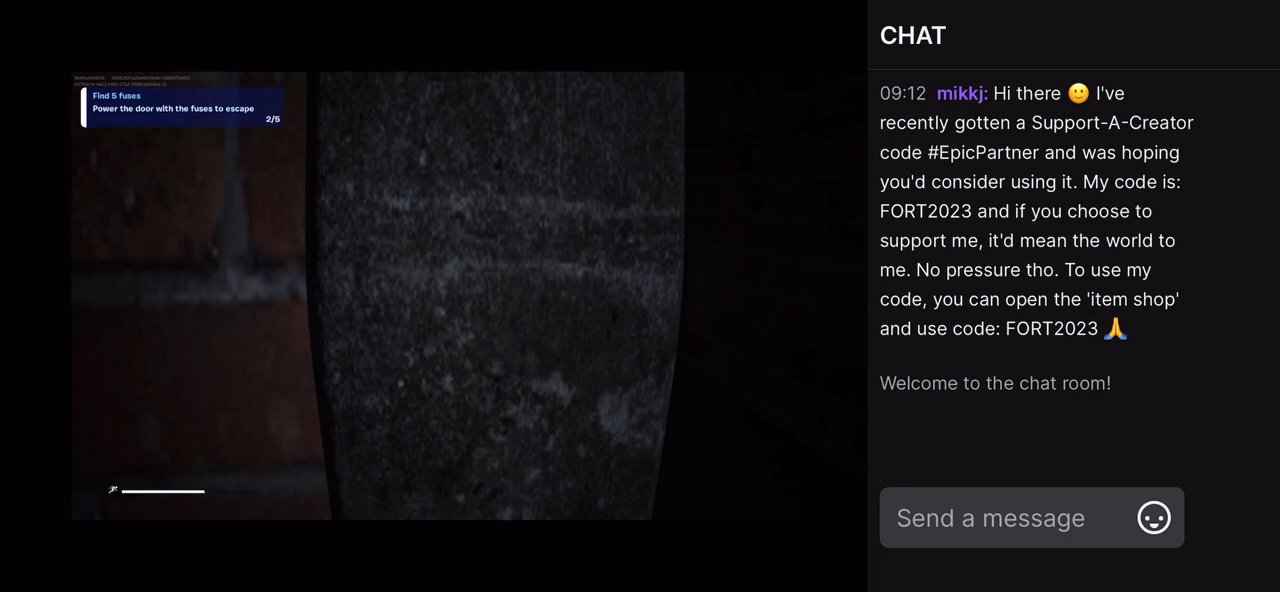 Find 5 fuses
Power the door with the fuses to escape
2/5
CHAT
09:12 mikkj: Hi there 🙂 I've
recently gotten a Support-A-Creator
code #EpicPartner and was hoping
you'd consider using it. My code is:
FORT2023 and if you choose to
support me, it'd mean the world to
me. No pressure tho. To use my
code, you can open the 'item shop'
and use code: FORT2023 🙏
Welcome to the chat room!
Send a message